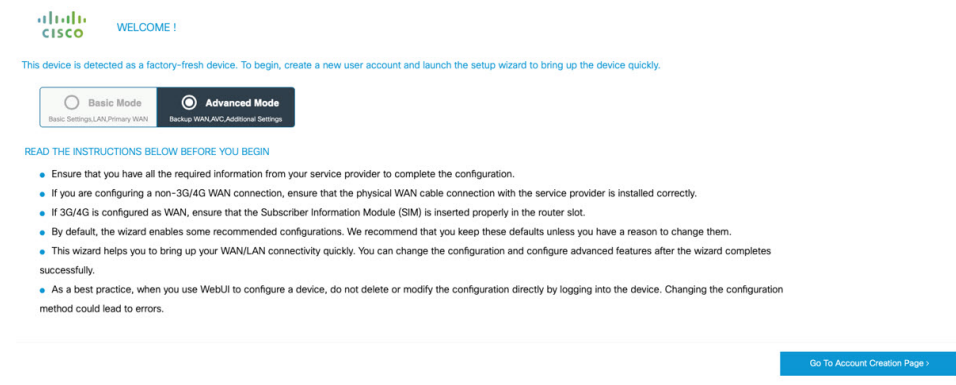 CISCO
WELCOME !
This device is detected as a factory-fresh device. To begin, create a new user account and launch the setup wizard to bring up the device quickly.
Basic Mode
Basic Settings,LAN,Primary WAN
Advanced Mode
Backup WAN,AVC,Additional Settings
READ THE INSTRUCTIONS BELOW BEFORE YOU BEGIN
● Ensure that you have all the required information from your service provider to complete the configuration.
● If you are configuring a non-3G/4G WAN connection, ensure that the physical WAN cable connection with the service provider is installed correctly.
● If 3G/4G is configured as WAN, ensure that the Subscriber Information Module (SIM) is inserted properly in the router slot.
● By default, the wizard enables some recommended configurations. We recommend that you keep these defaults unless you have a reason to change them.
● This wizard helps you to bring up your WAN/LAN connectivity quickly. You can change the configuration and configure advanced features after the wizard completes
successfully.
● As a best practice, when you use WebUI to configure a device, do not delete or modify the configuration directly by logging into the device. Changing the configuration
method could lead to errors.
Go To Account Creation Page ›